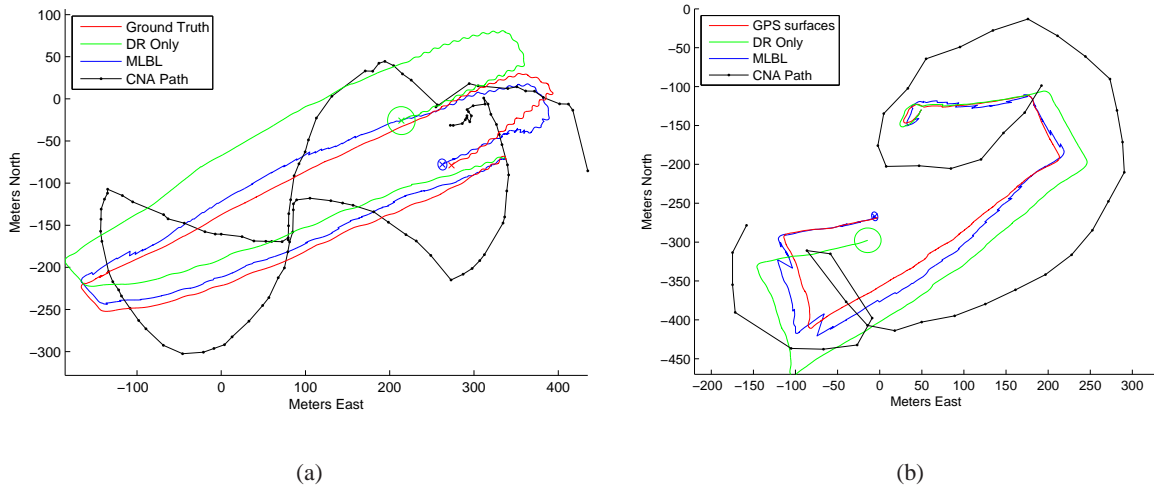 100
50
0
−50
−100
−150
−200
−250
−300
Meters North
−100 0 100 200 300 400
Meters East
Ground Truth
DR Only
MLBL
CNA Path
(a)
0
−50
−100
−150
−200
−250
−300
−350
−400
−450
Meters North
−200 −150 −100 −50 0 50 100 150 200 250 300
Meters East
GPS surfaces
DR Only
MLBL
CNA Path
(b)